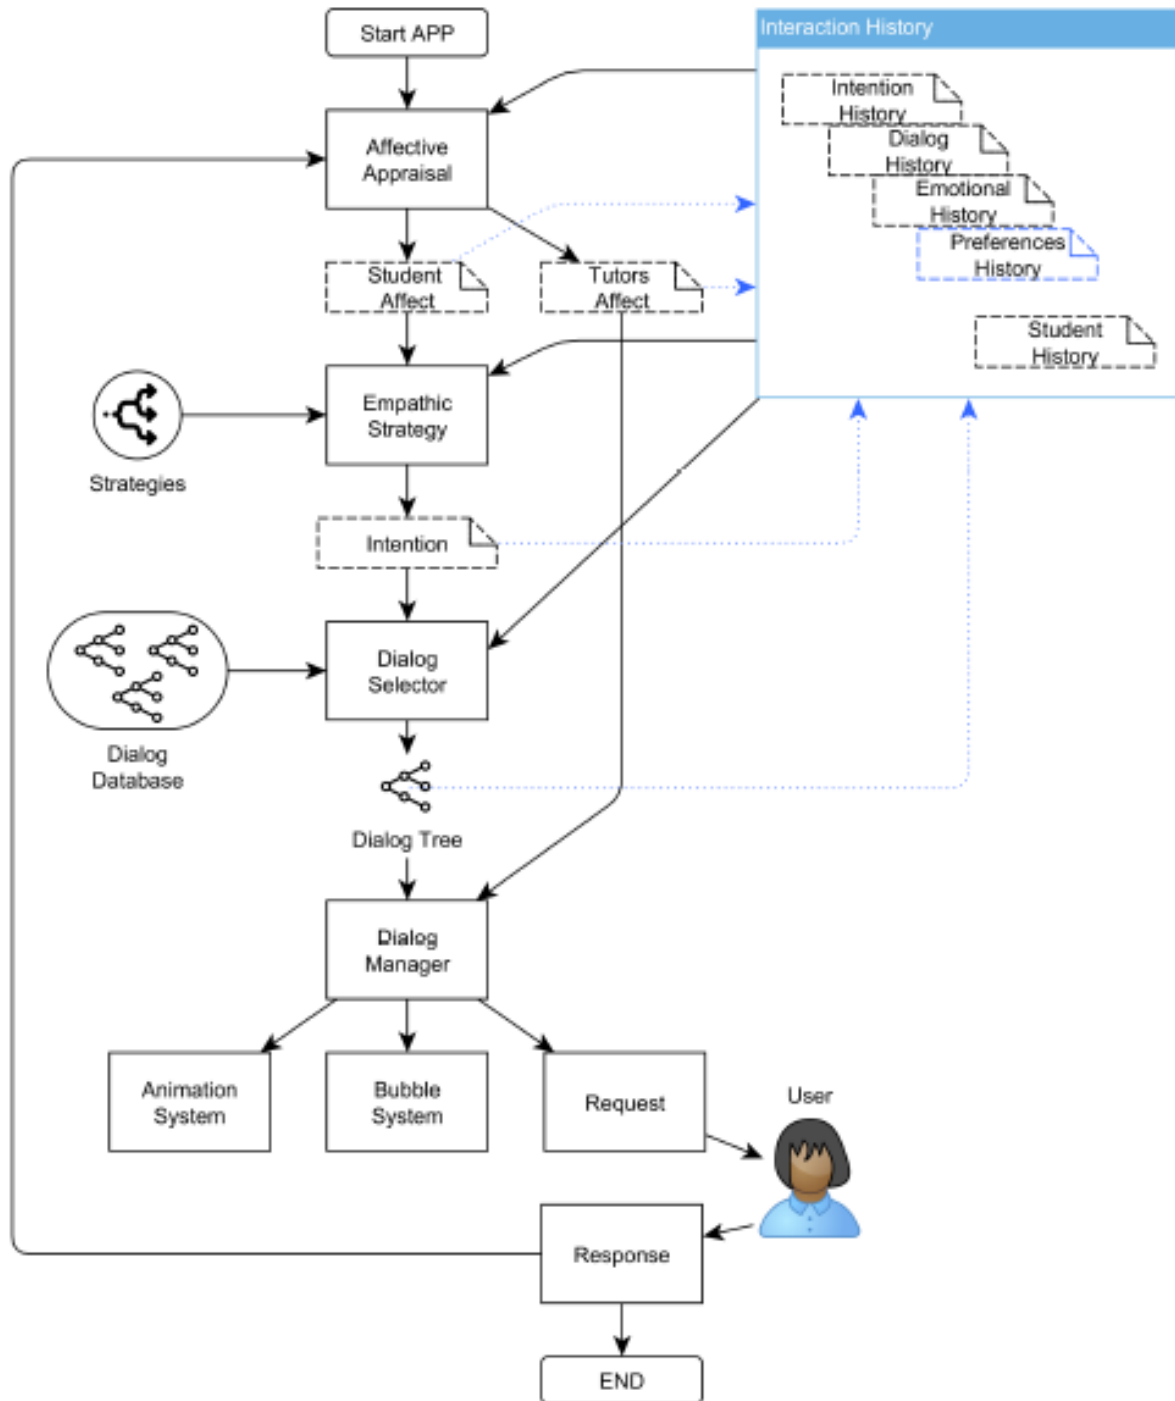 Start APP
Interaction History
Intention
History
Dialog
History
Emotional
History
Preferences
History
Student
History
Affective
Appraisal
Student
Affect
Tutors
Affect
Empathic
Strategy
Strategies
Intention
Dialog
Selector
Dialog
Database
Dialog Tree
Dialog
Manager
Animation
System
Bubble
System
Request
User
Response
END